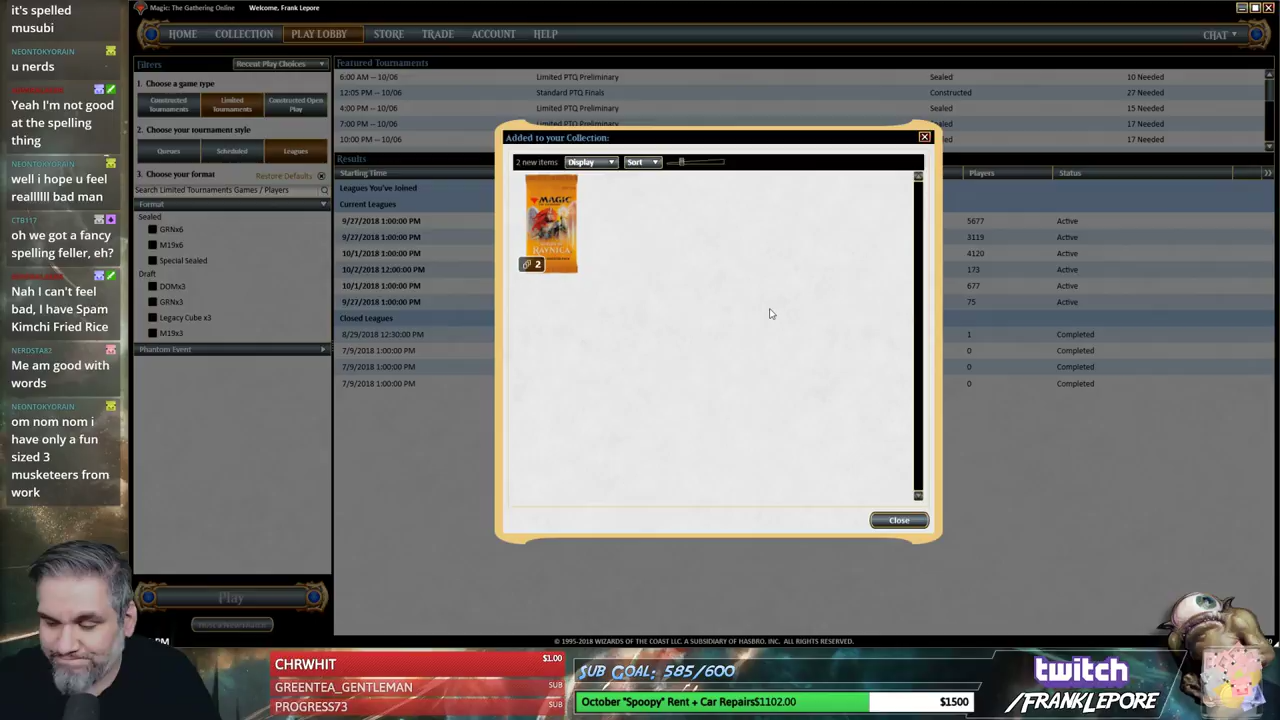 it's spelled
musubi
NEONTOKYORAIN
u nerds
Yeah I'm not good
at the spelling
thing
NEONTOKYORAIN
well i hope u feel
realllll bad man
CTB117
oh we got a fancy
spelling feller, eh?
Nah I can't feel
bad, I have Spam
Kimchi Fried Rice
NERDSTA82
Me am good with
words
NEONTOKYORAIN
om nom nom i
have only a fun
sized 3
musketeers from
work
Magic: The Gathering Online
Welcome, Frank Lepore
HOME COLLECTION PLAY LOBBY STORE TRADE ACCOUNT HELP CHAT
Filters
Recent Play Choices
1. Choose a game type
Constructed Tournaments
Limited Tournaments
Constructed Open Play
2. Choose your tournament style
Queues Scheduled Leagues
3. Choose your format
Restore Defaults
Search Limited Tournaments Games / Players
Format
Sealed
GRNx6
M19x6
Special Sealed
Draft
DOMx3
GRNx3
Legacy Cube x3
M19x3
Phantom Event
Play
Featured Tournaments
6:00 AM -- 10/06 Limited PTQ Preliminary Sealed 10 Needed
12:05 PM -- 10/06 Standard PTQ Finals Constructed 27 Needed
4:00 PM -- 10/06 Limited PTQ Preliminary Sealed 15 Needed
7:00 PM -- 10/06 Limited PTQ Preliminary Sealed 17 Needed
10:00 PM -- 10/06 Sealed 17 Needed
Results
Starting Time Players Status
Leagues You've Joined
Current Leagues
9/27/2018 1:00:00 PM 5677 Active
9/27/2018 1:00:00 PM 3119 Active
10/1/2018 1:00:00 PM 4120 Active
10/2/2018 12:00:00 PM 173 Active
10/1/2018 1:00:00 PM 677 Active
9/27/2018 1:00:00 PM 75 Active
Closed Leagues
8/29/2018 12:30:00 PM 1 Completed
7/9/2018 1:00:00 PM 0 Completed
7/9/2018 1:00:00 PM 0 Completed
7/9/2018 1:00:00 PM 0 Completed
Added to your Collection:
2 new items Display Sort
MAGIC
RAVNICA
2
Close
© 1995-2018 WIZARDS OF THE COAST LLC. A SUBSIDIARY OF HASBRO, INC. ALL RIGHTS RESERVED.
PM
CHRWHIT $1.00
GREENTEA_GENTLEMAN SUB
PROGRESS73 SUB
SUB GOAL: 585/600
October "Spoopy" Rent + Car Repairs$1102.00 $1500
twitch
/FRANKLEPORE